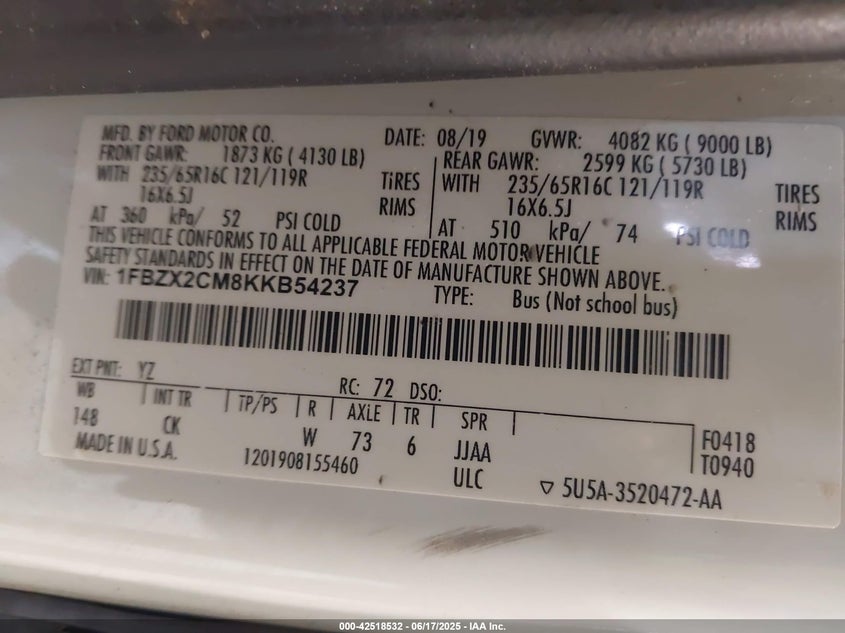 MFD. BY FORD MOTOR CO. DATE: 08/19 GVWR: 4082 KG ( 9000 LB)
FRONT GAWR: 1873 KG ( 4130 LB) REAR GAWR: 2599 KG ( 5730 LB)
WITH 235/65R16C 121/119R TIRES WITH 235/65R16C 121/119R TIRES
16X6.5J RIMS 16X6.5J RIMS
AT 360 kPa/ 52 PSI COLD AT 510 kPa/ 74 PSI COLD
THIS VEHICLE CONFORMS TO ALL APPLICABLE FEDERAL MOTOR VEHICLE
SAFETY STANDARDS IN EFFECT ON THE DATE OF MANUFACTURE SHOWN ABOVE.
VIN: 1FBZX2CM8KKB54237 TYPE: Bus (Not school bus)
EXT PNT: YZ RC: 72 DSO:
WB INT TR TP/PS R AXLE TR SPR
148 CK W 73 6 JJAA F0418
MADE IN U.S.A. 1201908155460 ULC T0940
▽ 5U5A-3520472-AA
000-42518532 - 06/17/2025 - IAA Inc.